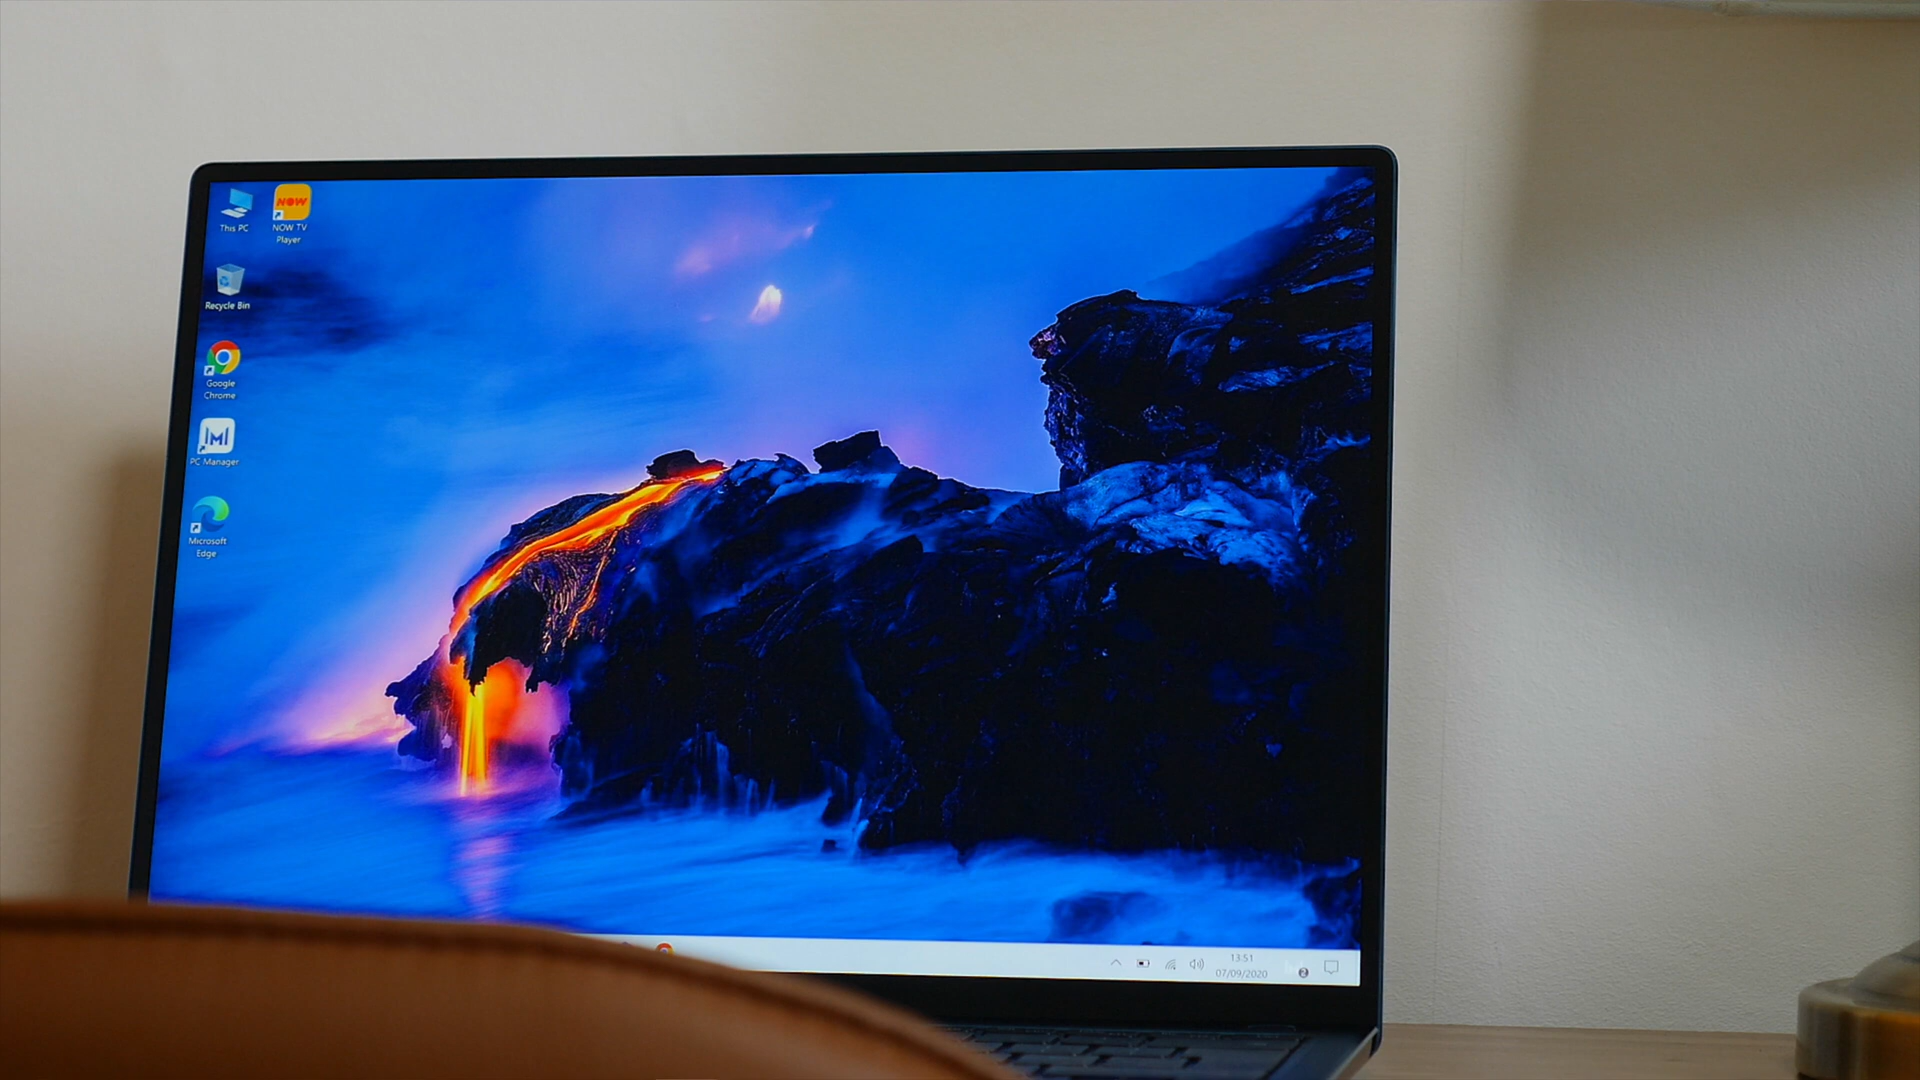 This PC
NOW
NOW TV
Player
Recycle Bin
Google
Chrome
PC Manager
Microsoft
Edge
13:51
07/09/2020
2